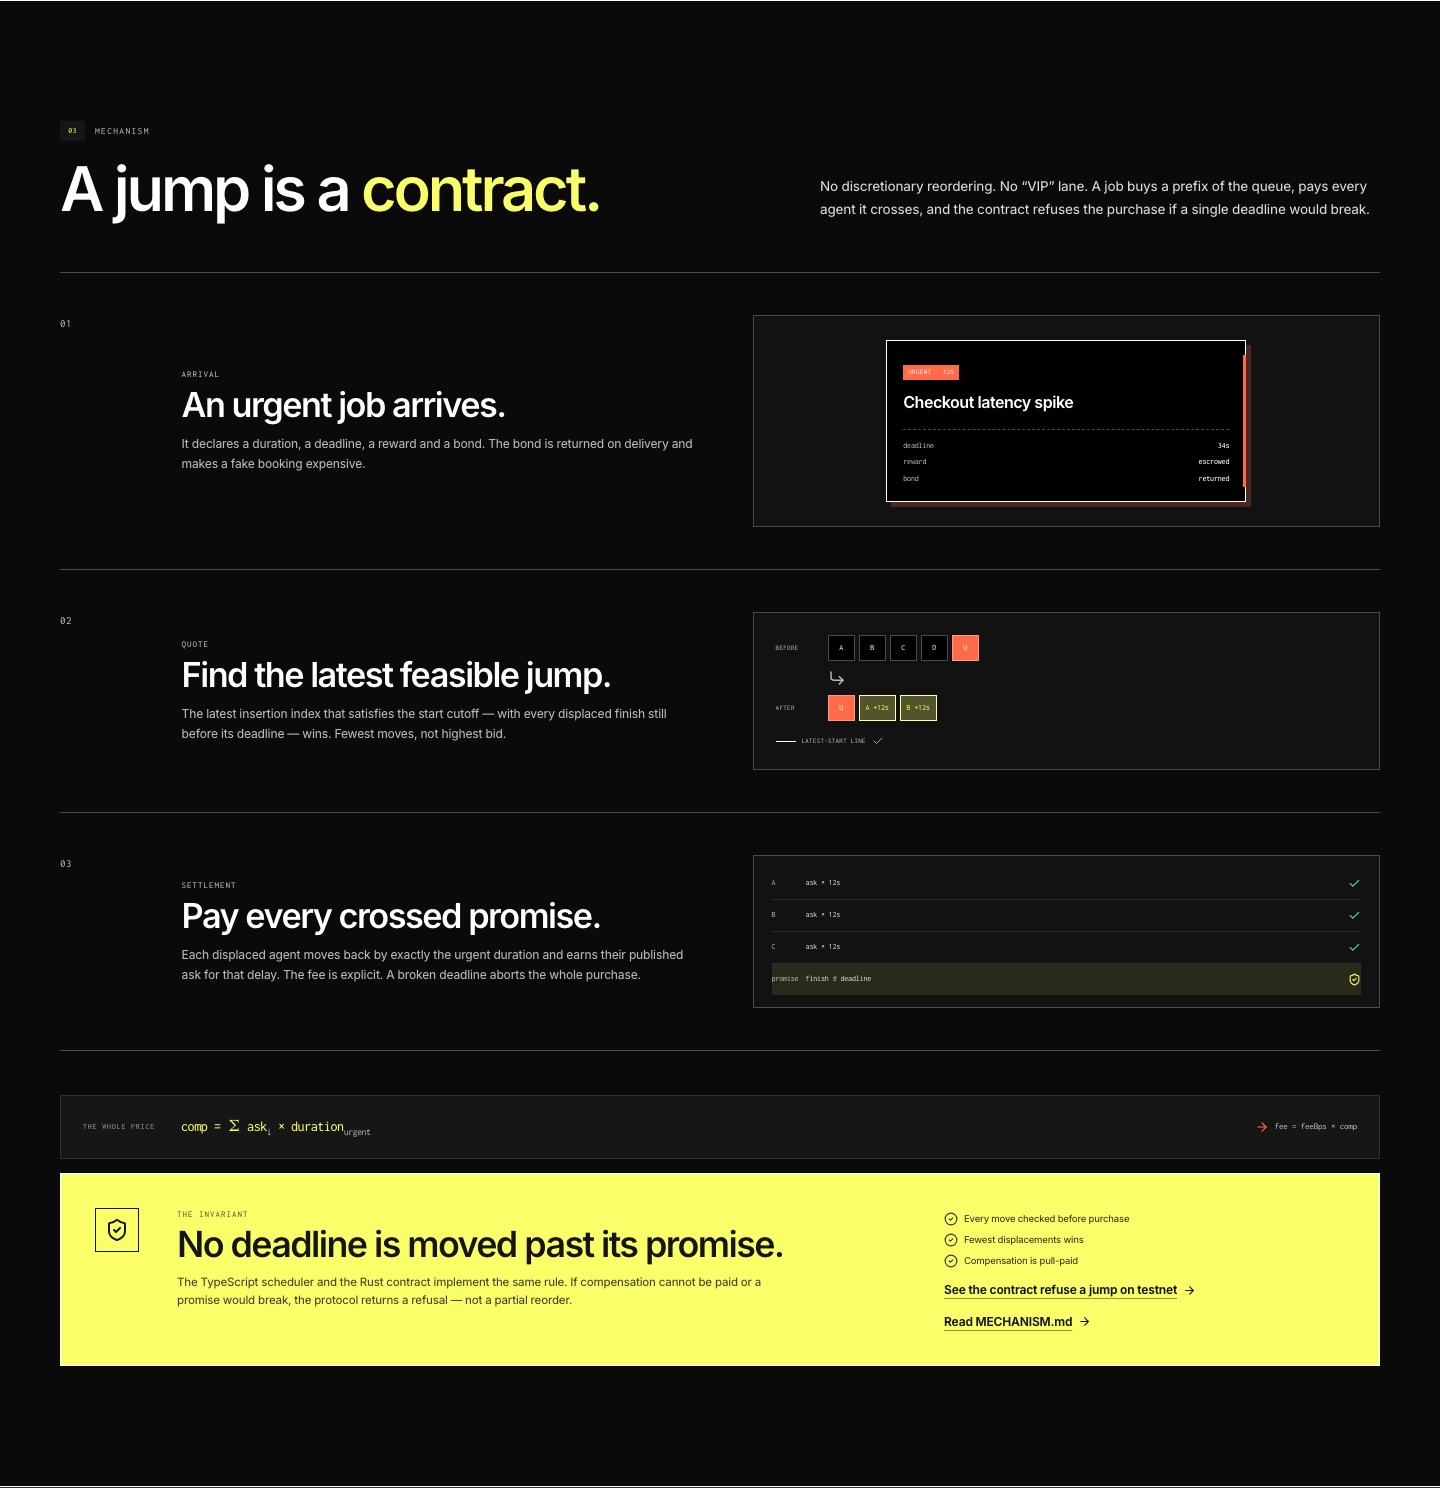 03 MECHANISM
A jump is a contract.
No discretionary reordering. No “VIP” lane. A job buys a prefix of the queue, pays every
agent it crosses, and the contract refuses the purchase if a single deadline would break.
01
ARRIVAL
An urgent job arrives.
It declares a duration, a deadline, a reward and a bond. The bond is returned on delivery and
makes a fake booking expensive.
URGENT · 12S
Checkout latency spike
deadline 34s
reward escrowed
bond returned
02
QUOTE
Find the latest feasible jump.
The latest insertion index that satisfies the start cutoff — with every displaced finish still
before its deadline — wins. Fewest moves, not highest bid.
BEFORE A B C D U
AFTER U A +12s B +12s
LATEST-START LINE
03
SETTLEMENT
Pay every crossed promise.
Each displaced agent moves back by exactly the urgent duration and earns their published
ask for that delay. The fee is explicit. A broken deadline aborts the whole purchase.
A ask × 12s
B ask × 12s
C ask × 12s
promise finish ≤ deadline
THE WHOLE PRICE comp = Σ askᵢ × duration urgent
fee = feeBps × comp
THE INVARIANT
No deadline is moved past its promise.
The TypeScript scheduler and the Rust contract implement the same rule. If compensation cannot be paid or a
promise would break, the protocol returns a refusal — not a partial reorder.
Every move checked before purchase
Fewest displacements wins
Compensation is pull-paid
See the contract refuse a jump on testnet
Read MECHANISM.md